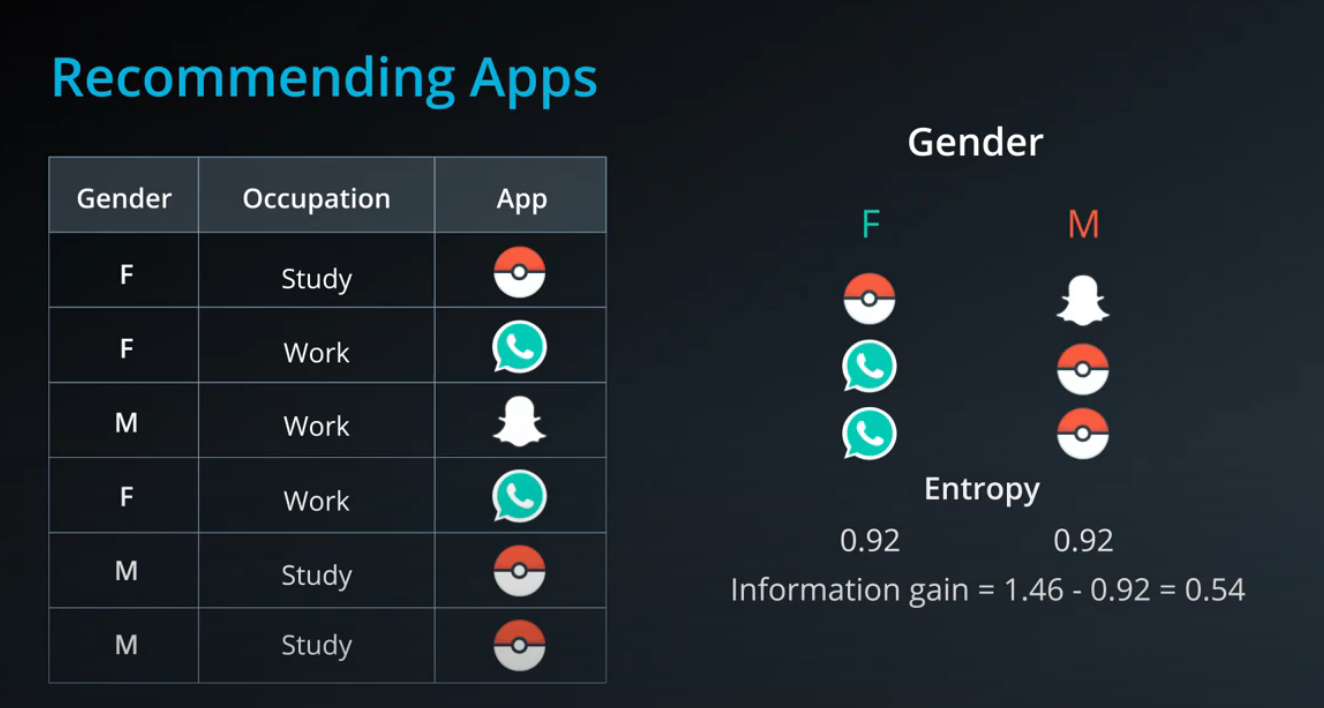 Recommending Apps
Gender Occupation App
F Study
F Work
M Work
F Work
M Study
M Study
Gender
F M
Entropy
0.92 0.92
Information gain = 1.46 - 0.92 = 0.54